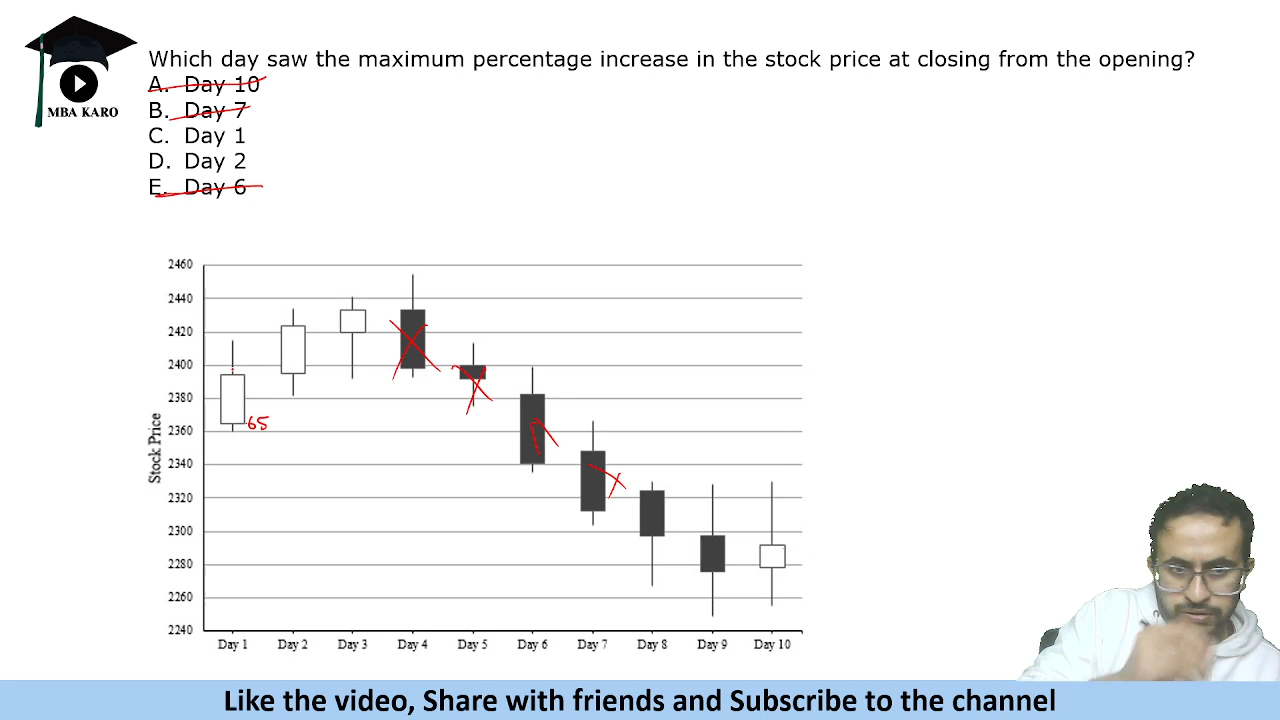 Which day saw the maximum percentage increase in the stock price at closing from the opening?
A. Day 10
B. Day 7
C. Day 1
D. Day 2
E. Day 6
MBA KARO
2460
2440
2420
2400
2380
2360
2340
2320
2300
2280
2260
2240
Stock Price
65
Day 1 Day 2 Day 3 Day 4 Day 5 Day 6 Day 7 Day 8 Day 9 Day 10
Like the video, Share with friends and Subscribe to the channel